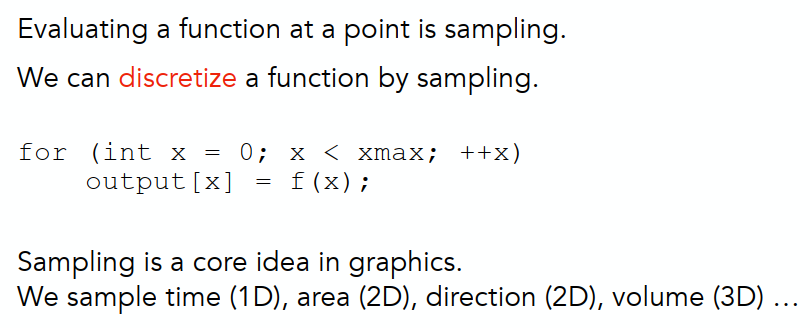 Evaluating a function at a point is sampling.
We can discretize a function by sampling.
for (int x = 0; x < xmax; ++x)
    output[x] = f(x);
Sampling is a core idea in graphics.
We sample time (1D), area (2D), direction (2D), volume (3D) …